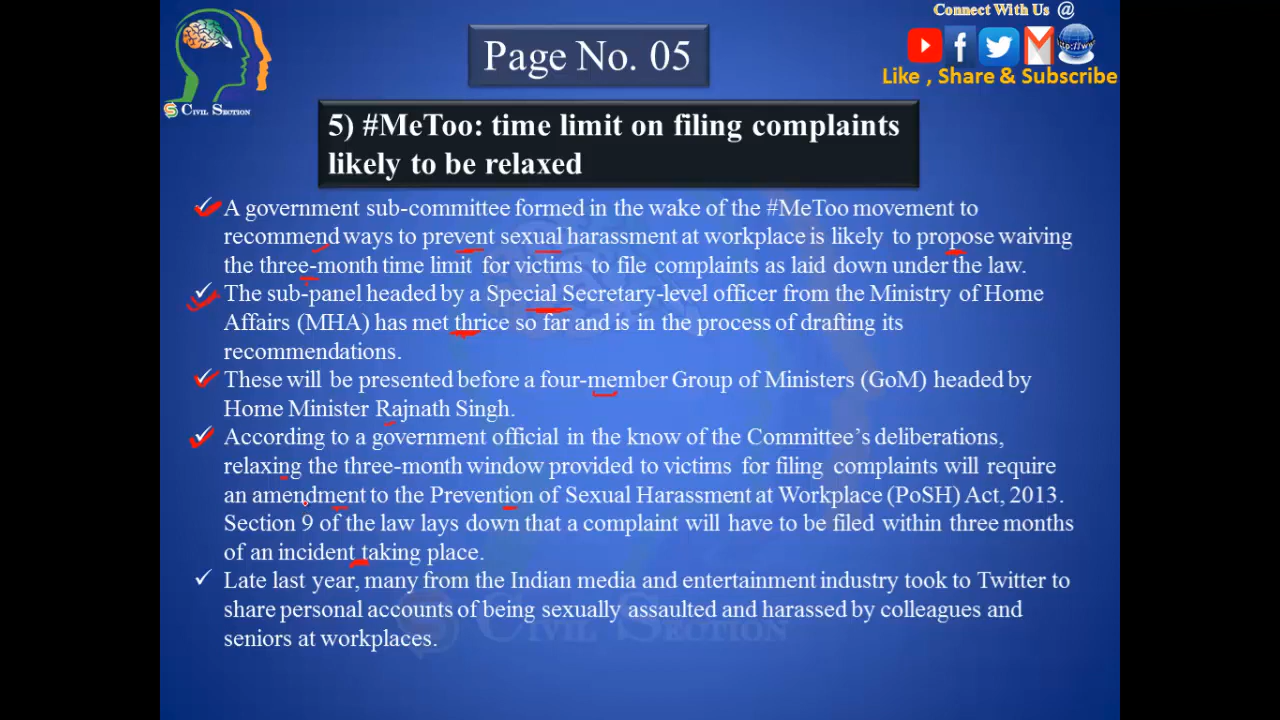 Connect With Us @
Page No. 05
Like , Share & Subscribe
CIVIL SECTION
5) #MeToo: time limit on filing complaints
likely to be relaxed
A government sub-committee formed in the wake of the #MeToo movement to
recommend ways to prevent sexual harassment at workplace is likely to propose waiving
the three-month time limit for victims to file complaints as laid down under the law.
The sub-panel headed by a Special Secretary-level officer from the Ministry of Home
Affairs (MHA) has met thrice so far and is in the process of drafting its
recommendations.
These will be presented before a four-member Group of Ministers (GoM) headed by
Home Minister Rajnath Singh.
According to a government official in the know of the Committee’s deliberations,
relaxing the three-month window provided to victims for filing complaints will require
an amendment to the Prevention of Sexual Harassment at Workplace (PoSH) Act, 2013.
Section 9 of the law lays down that a complaint will have to be filed within three months
of an incident taking place.
Late last year, many from the Indian media and entertainment industry took to Twitter to
share personal accounts of being sexually assaulted and harassed by colleagues and
seniors at workplaces.
CIVIL SECTION